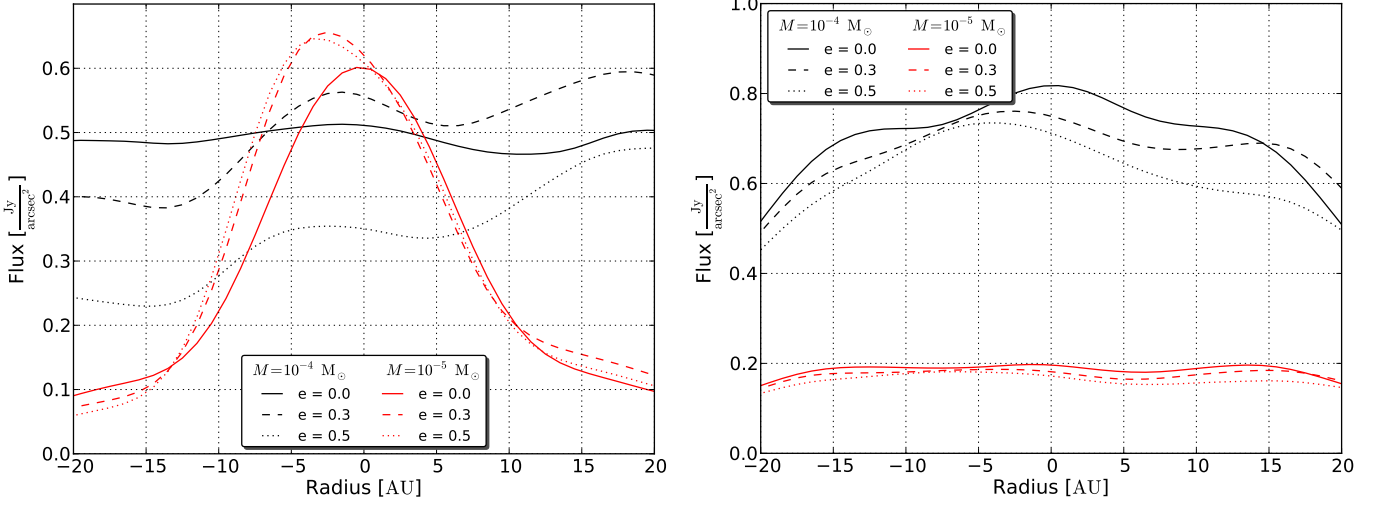 0.6
0.5
0.4
0.3
0.2
0.1
0.0
Flux [Jy/arcsec²]
M=10⁻⁴ M⊙ M=10⁻⁵ M⊙
e = 0.0 e = 0.0
e = 0.3 e = 0.3
e = 0.5 e = 0.5
−20 −15 −10 −5 0 5 10 15 20
Radius [AU]
1.0
0.8
0.6
0.4
0.2
0.0
Flux [Jy/arcsec²]
M=10⁻⁴ M⊙ M=10⁻⁵ M⊙
e = 0.0 e = 0.0
e = 0.3 e = 0.3
e = 0.5 e = 0.5
−20 −15 −10 −5 0 5 10 15 20
Radius [AU]